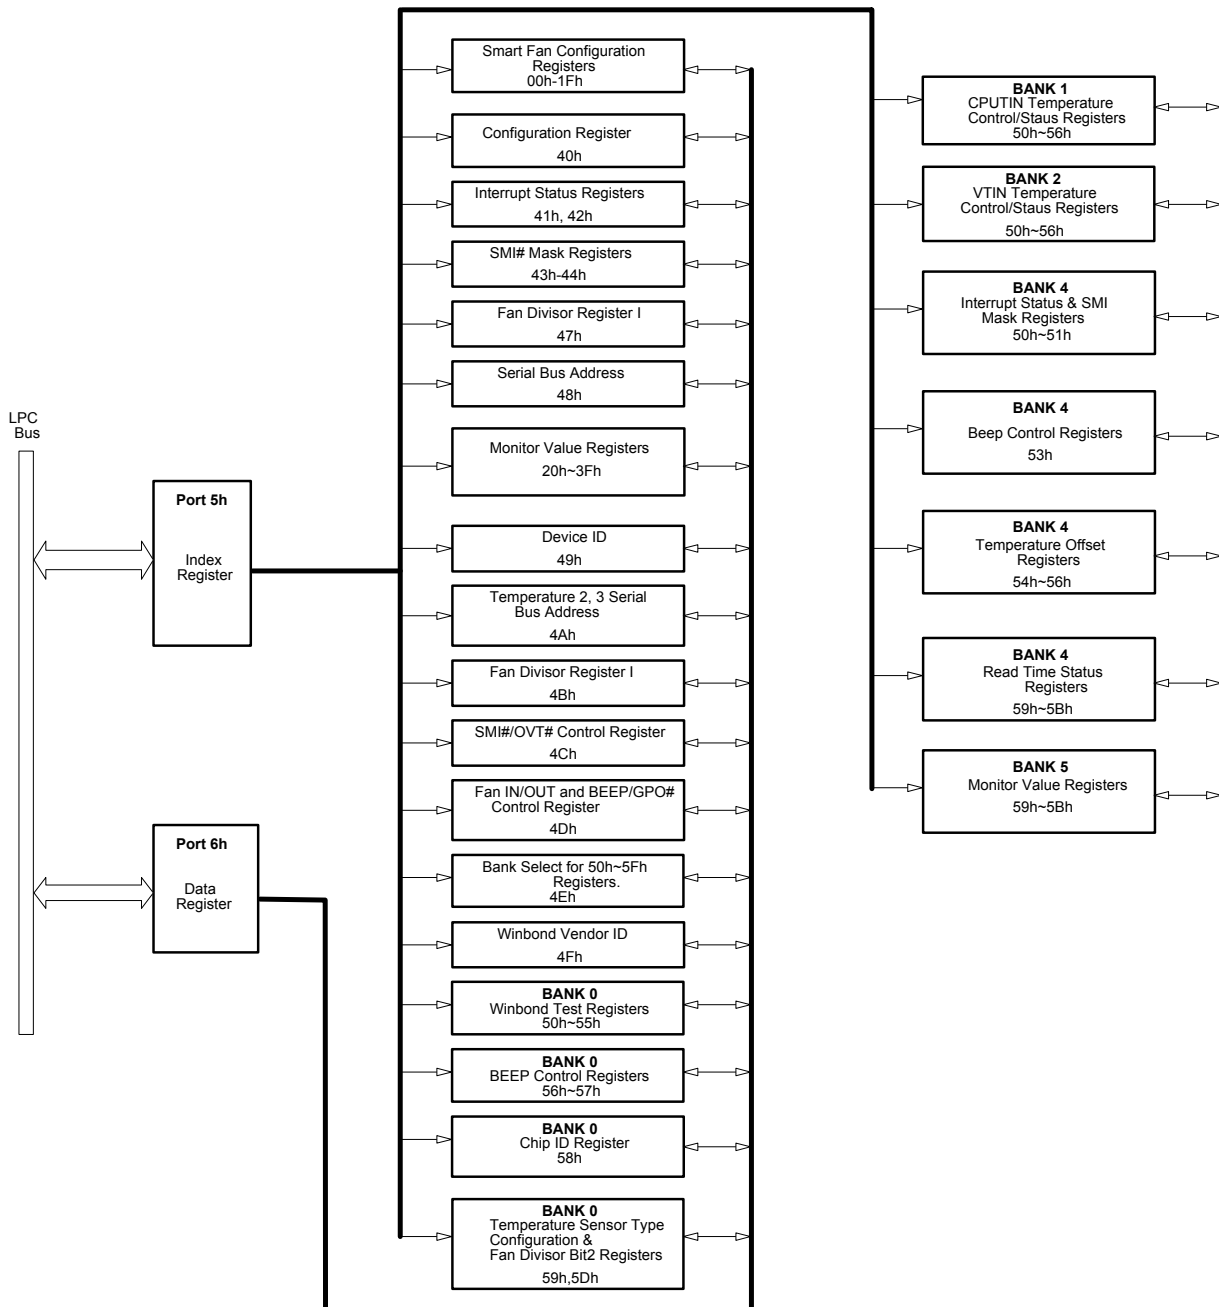 LPC
Bus
Port 5h
Index
Register
Port 6h
Data
Register
Smart Fan Configuration
Registers
00h-1Fh
Configuration Register
40h
Interrupt Status Registers
41h, 42h
SMI# Mask Registers
43h-44h
Fan Divisor Register I
47h
Serial Bus Address
48h
Monitor Value Registers
20h~3Fh
Device ID
49h
Temperature 2, 3 Serial
Bus Address
4Ah
Fan Divisor Register I
4Bh
SMI#/OVT# Control Register
4Ch
Fan IN/OUT and BEEP/GPO#
Control Register
4Dh
Bank Select for 50h~5Fh
Registers.
4Eh
Winbond Vendor ID
4Fh
BANK 0
Winbond Test Registers
50h~55h
BANK 0
BEEP Control Registers
56h~57h
BANK 0
Chip ID Register
58h
BANK 0
Temperature Sensor Type
Configuration &
Fan Divisor Bit2 Registers
59h,5Dh
BANK 1
CPUTIN Temperature
Control/Staus Registers
50h~56h
BANK 2
VTIN Temperature
Control/Staus Registers
50h~56h
BANK 4
Interrupt Status & SMI
Mask Registers
50h~51h
BANK 4
Beep Control Registers
53h
BANK 4
Temperature Offset
Registers
54h~56h
BANK 4
Read Time Status
Registers
59h~5Bh
BANK 5
Monitor Value Registers
59h~5Bh